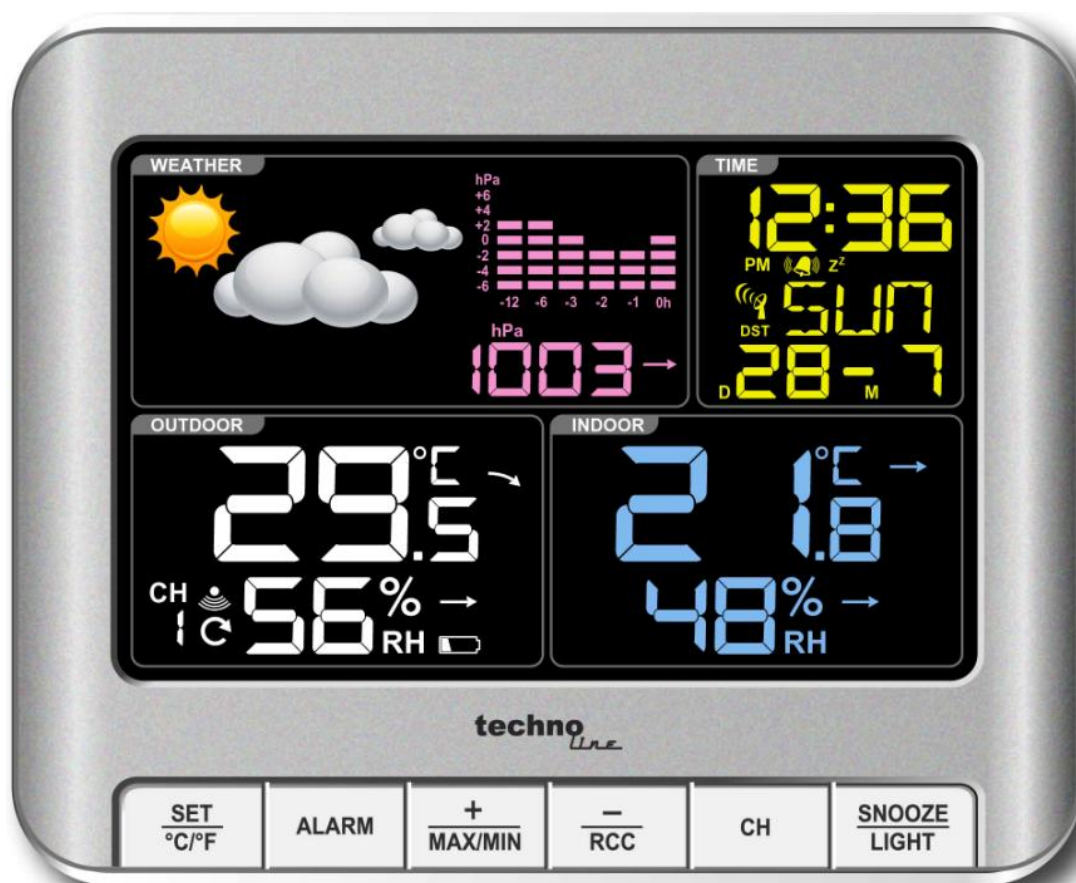 WEATHER
hPa
+6
+4
+2
0
-2
-4
-6
-12 -6 -3 -2 -1 0h
hPa
1003 →
TIME
12:36
PM Zz
SUN
DST
D 28 - M 7
OUTDOOR
29.5 °C
CH 1
56 % RH →
INDOOR
21.8 °C →
48 % RH →
techno line
SET
°C/°F
ALARM
+
MAX/MIN
−
RCC
CH
SNOOZE
LIGHT